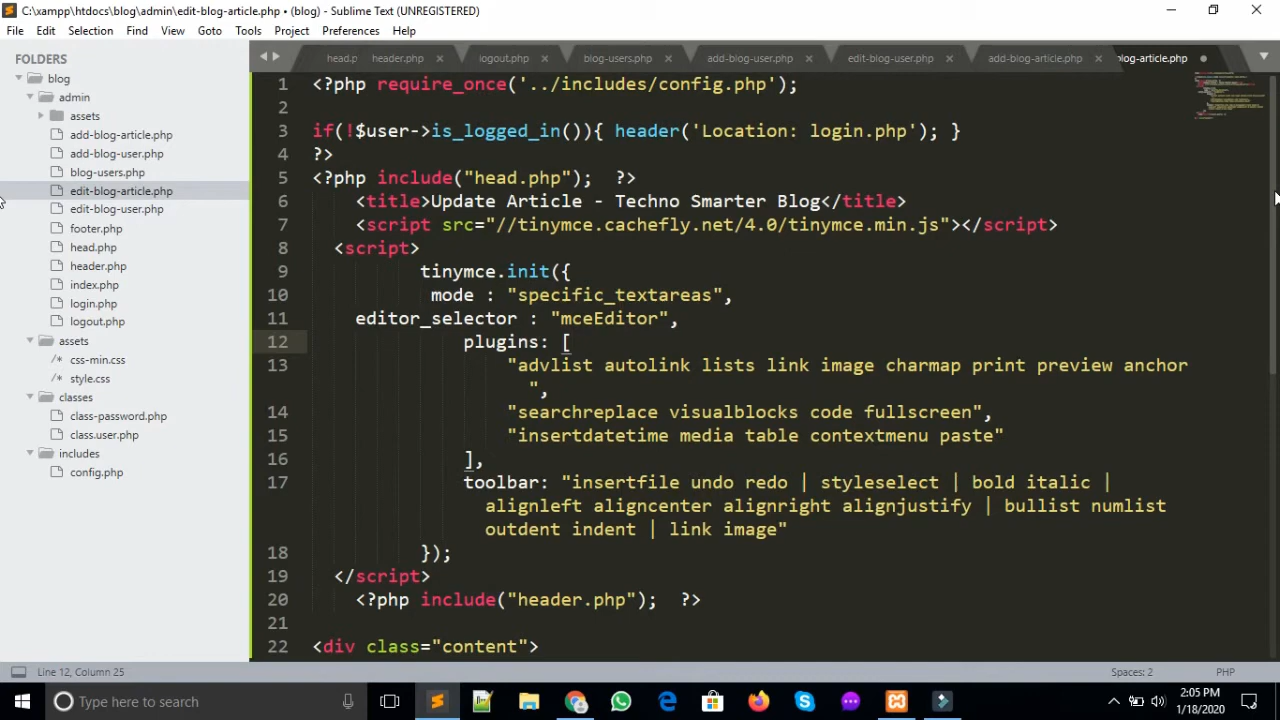 C:\xampp\htdocs\blog\admin\edit-blog-article.php • (blog) - Sublime Text (UNREGISTERED)
File Edit Selection Find View Goto Tools Project Preferences Help
FOLDERS
blog
admin
assets
add-blog-article.php
add-blog-user.php
blog-users.php
edit-blog-article.php
edit-blog-user.php
footer.php
head.php
header.php
index.php
login.php
logout.php
assets
/* css-min.css
/* style.css
classes
class-password.php
class.user.php
includes
config.php
head.p header.php × logout.php × blog-users.php × add-blog-user.php × edit-blog-user.php × add-blog-article.php × blog-article.php
1 <?php require_once('../includes/config.php');
2
3 if(!$user->is_logged_in()){ header('Location: login.php'); }
4 ?>
5 <?php include("head.php");  ?>
6 <title>Update Article - Techno Smarter Blog</title>
7 <script src="//tinymce.cachefly.net/4.0/tinymce.min.js"></script>
8 <script>
9 tinymce.init({
10 mode : "specific_textareas",
11 editor_selector : "mceEditor",
12 plugins: [
13 "advlist autolink lists link image charmap print preview anchor
",
14 "searchreplace visualblocks code fullscreen",
15 "insertdatetime media table contextmenu paste"
16 ],
17 toolbar: "insertfile undo redo | styleselect | bold italic |
alignleft aligncenter alignright alignjustify | bullist numlist
outdent indent | link image"
18 });
19 </script>
20 <?php include("header.php");  ?>
21
22 <div class="content">
Line 12, Column 25 Spaces: 2 PHP
Type here to search
2:05 PM
1/18/2020